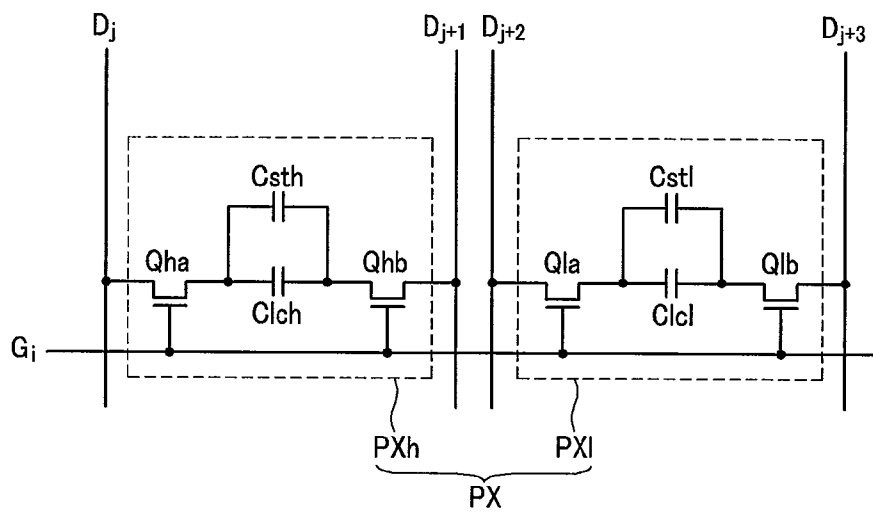 Dj Dj+1 Dj+2 Dj+3
Csth Cstl
Qha Qhb Qla Qlb
Clch Clcl
Gi
PXh PXl
PX